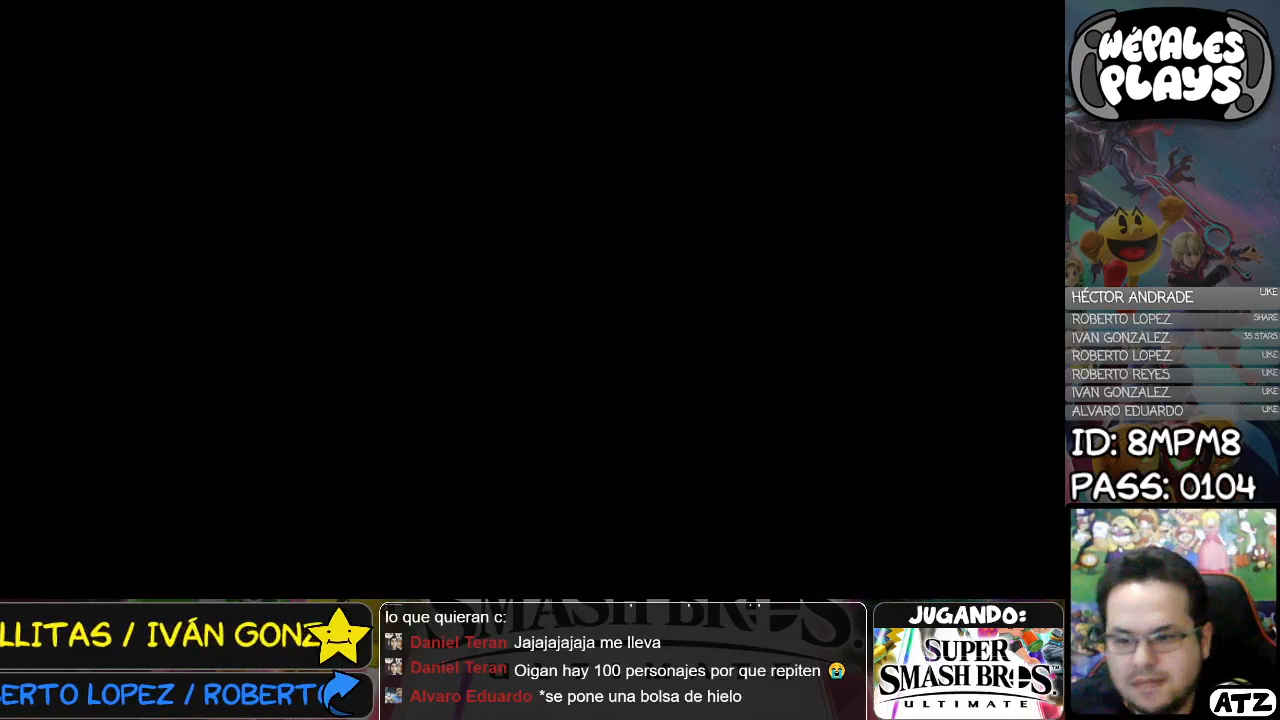 WÉPALES
PLAYS
HÉCTOR ANDRADE LIKE
ROBERTO LOPEZ SHARE
IVAN GONZALEZ 35 STARS
ROBERTO LOPEZ LIKE
ROBERTO REYES LIKE
IVAN GONZALEZ LIKE
ALVARO EDUARDO LIKE
ID: 8MPM8
PASS: 0104
LLITAS / IVÁN GONZ
BERTO LOPEZ / ROBERT
lo que quieran c:
Daniel Teran Jajajajajaja me lleva
Daniel Teran Oigan hay 100 personajes por que repiten 😭
Alvaro Eduardo *se pone una bolsa de hielo
JUGANDO:
SUPER
SMASH BROS.
ULTIMATE
ATZ